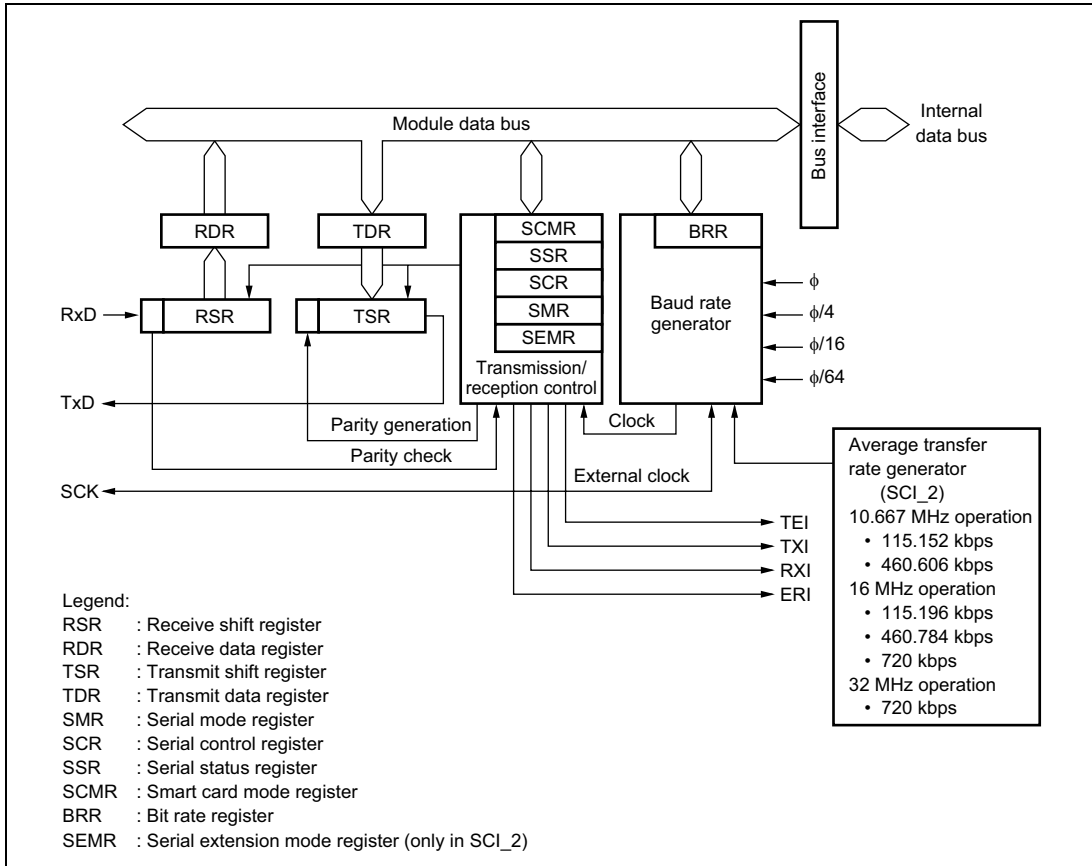 Module data bus
Bus interface
Internal
data bus
RDR
TDR
SCMR
SSR
SCR
SMR
SEMR
Transmission/
reception control
BRR
Baud rate
generator
φ
φ/4
φ/16
φ/64
RxD
RSR
TSR
TxD
Parity generation
Parity check
Clock
External clock
SCK
TEI
TXI
RXI
ERI
Average transfer
rate generator
(SCI_2)
10.667 MHz operation
• 115.152 kbps
• 460.606 kbps
16 MHz operation
• 115.196 kbps
• 460.784 kbps
• 720 kbps
32 MHz operation
• 720 kbps
Legend:
RSR : Receive shift register
RDR : Receive data register
TSR : Transmit shift register
TDR : Transmit data register
SMR : Serial mode register
SCR : Serial control register
SSR : Serial status register
SCMR : Smart card mode register
BRR : Bit rate register
SEMR : Serial extension mode register (only in SCI_2)